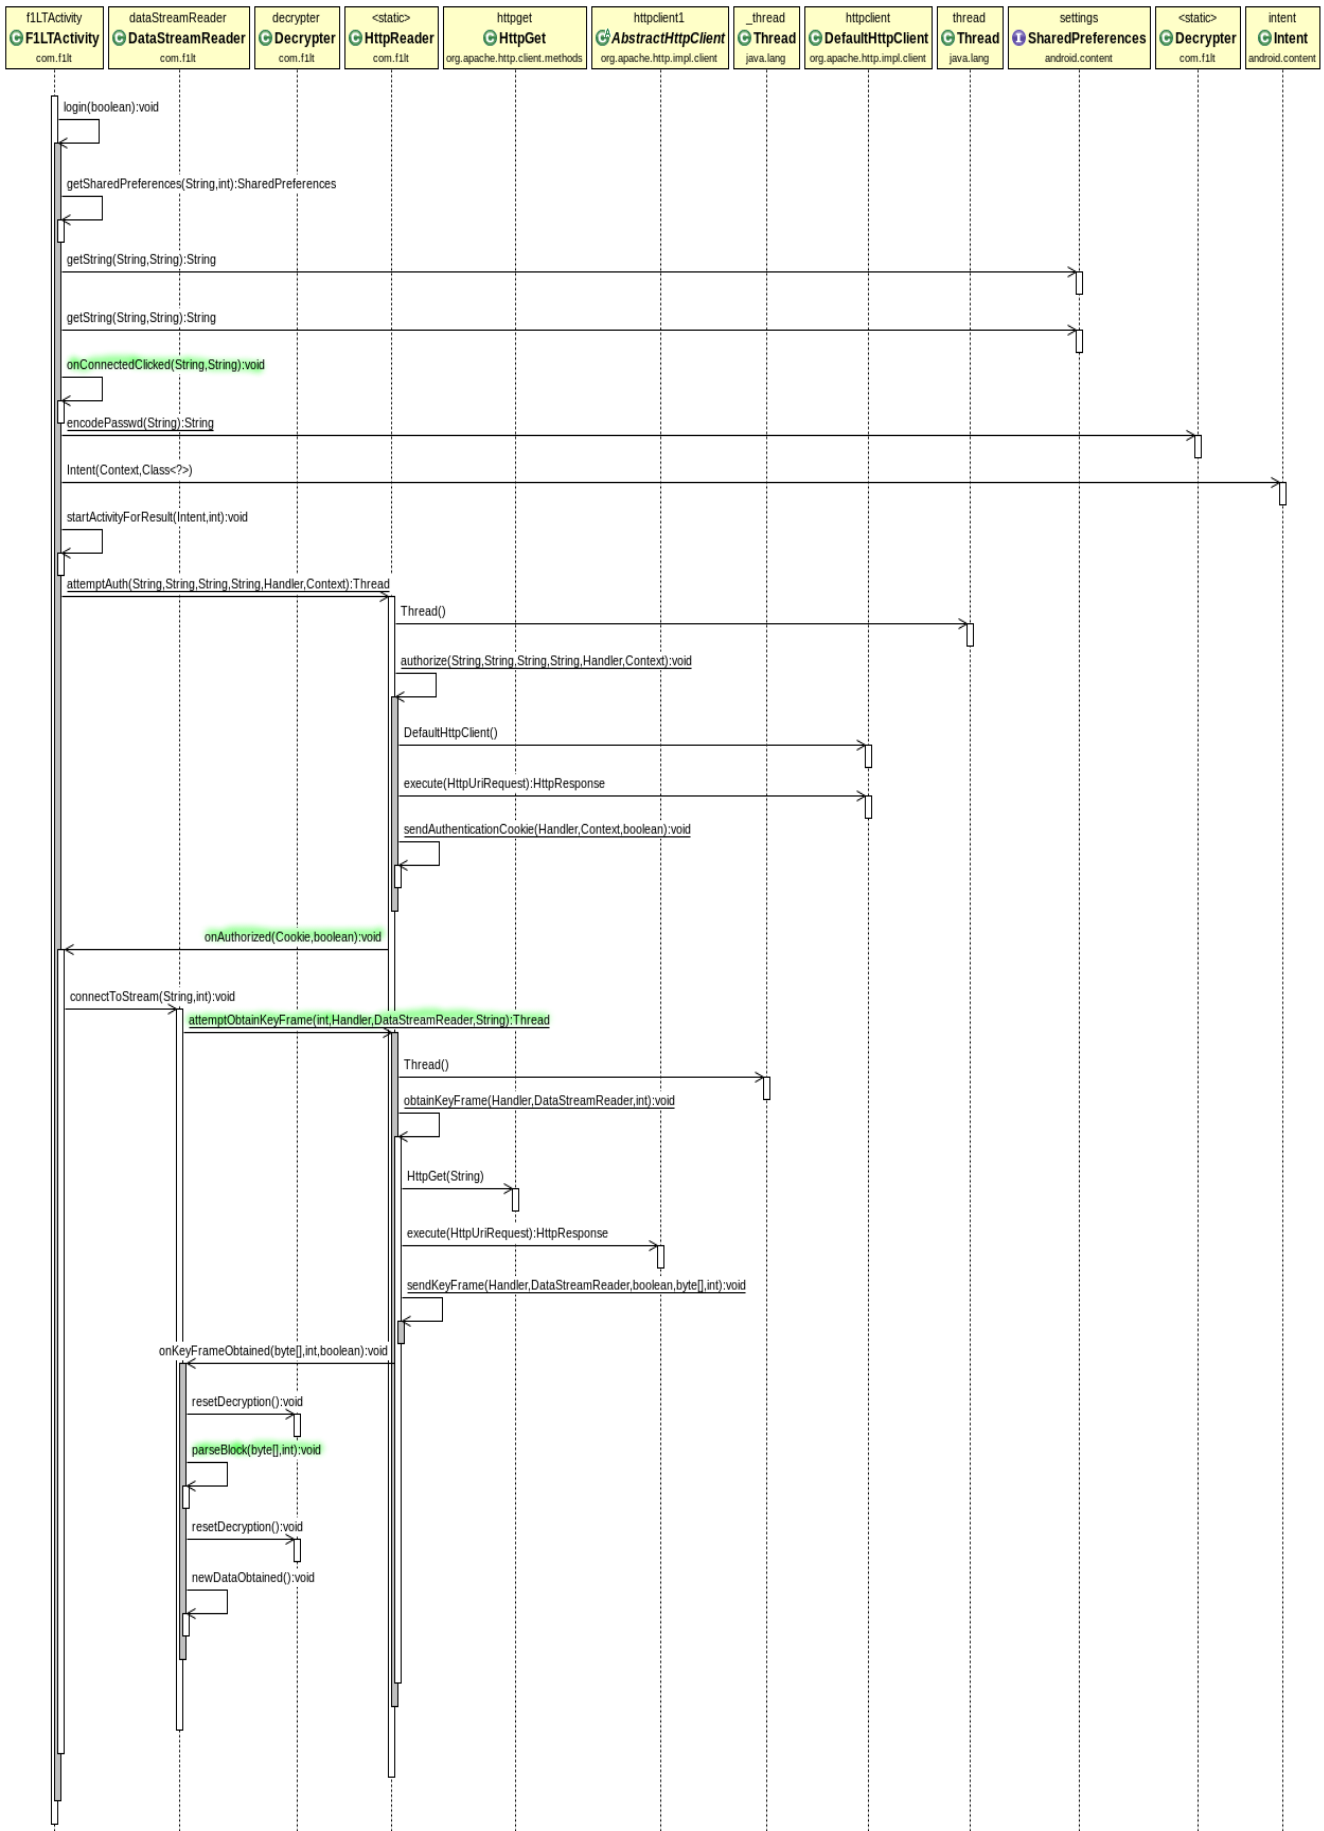 f1LTActivity
F1LTActivity
com.f1lt
dataStreamReader
DataStreamReader
com.f1lt
decrypter
Decrypter
com.f1lt
<static>
HttpReader
com.f1lt
httpget
HttpGet
org.apache.http.client.methods
httpclient1
AbstractHttpClient
org.apache.http.impl.client
_thread
Thread
java.lang
httpclient
DefaultHttpClient
org.apache.http.impl.client
thread
Thread
java.lang
settings
SharedPreferences
android.content
<static>
Decrypter
com.f1lt
intent
Intent
android.content
login(boolean):void
getSharedPreferences(String,int):SharedPreferences
getString(String,String):String
getString(String,String):String
onConnectedClicked(String,String):void
encodePasswd(String):String
Intent(Context,Class<?>)
startActivityForResult(Intent,int):void
attemptAuth(String,String,String,String,Handler,Context):Thread
Thread()
authorize(String,String,String,String,Handler,Context):void
DefaultHttpClient()
execute(HttpUriRequest):HttpResponse
sendAuthenticationCookie(Handler,Context,boolean):void
onAuthorized(Cookie,boolean):void
connectToStream(String,int):void
attemptObtainKeyFrame(int,Handler,DataStreamReader,String):Thread
Thread()
obtainKeyFrame(Handler,DataStreamReader,int):void
HttpGet(String)
execute(HttpUriRequest):HttpResponse
sendKeyFrame(Handler,DataStreamReader,boolean,byte[],int):void
onKeyFrameObtained(byte[],int,boolean):void
resetDecryption():void
parseBlock(byte[],int):void
resetDecryption():void
newDataObtained():void